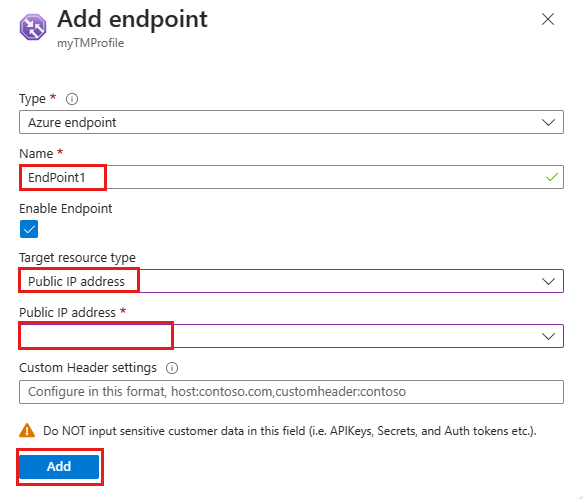 Add endpoint
myTMProfile
Type *
Azure endpoint
Name *
EndPoint1
Enable Endpoint
Target resource type
Public IP address
Public IP address *
Custom Header settings
Configure in this format, host:contoso.com,customheader:contoso
Do NOT input sensitive customer data in this field (i.e. APIKeys, Secrets, and Auth tokens etc.).
Add